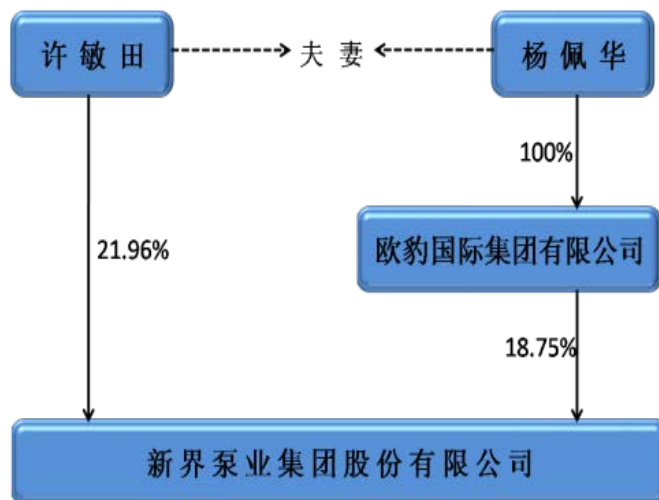 许敏田
夫妻
杨佩华
100%
欧豹国际集团有限公司
21.96%
18.75%
新界泵业集团股份有限公司